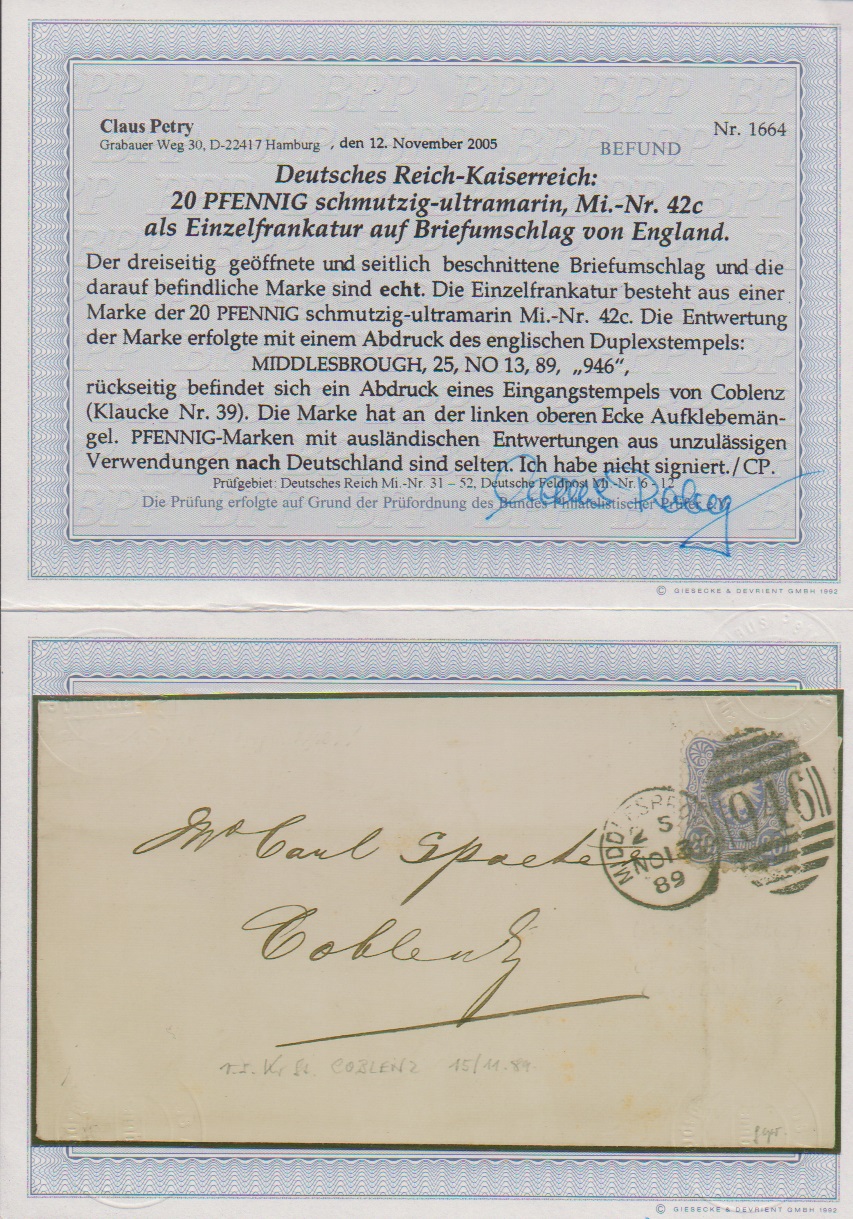 Claus Petry
Nr. 1664
Grabauer Weg 30, D-22417 Hamburg , den 12. November 2005
BEFUND
Deutsches Reich-Kaiserreich:
20 PFENNIG schmutzig-ultramarin, Mi.-Nr. 42c
als Einzelfrankatur auf Briefumschlag von England.
Der dreiseitig geöffnete und seitlich beschnittene Briefumschlag und die
darauf befindliche Marke sind echt. Die Einzelfrankatur besteht aus einer
Marke der 20 PFENNIG schmutzig-ultramarin Mi.-Nr. 42c. Die Entwertung
der Marke erfolgte mit einem Abdruck des englischen Duplexstempels:
MIDDLESBROUGH, 25, NO 13, 89, „946",
rückseitig befindet sich ein Abdruck eines Eingangstempels von Coblenz
(Klaucke Nr. 39). Die Marke hat an der linken oberen Ecke Aufklebemän-
gel. PFENNIG-Marken mit ausländischen Entwertungen aus unzulässigen
Verwendungen nach Deutschland sind selten. Ich habe nicht signiert./CP.
Prüfgebiet: Deutsches Reich Mi.-Nr. 31 – 52, Deutsche Feldpost Mi.-Nr. 6 - 12
Die Prüfung erfolgte auf Grund der Prüfordnung des Bundes Philatelistischer Prüfer
© GIESECKE & DEVRIENT GMBH 1992
946
25
NO 13
89
Mr Carl Spaeter
Coblenz
COBLENZ 15/11.89
© GIESECKE & DEVRIENT GMBH 1992